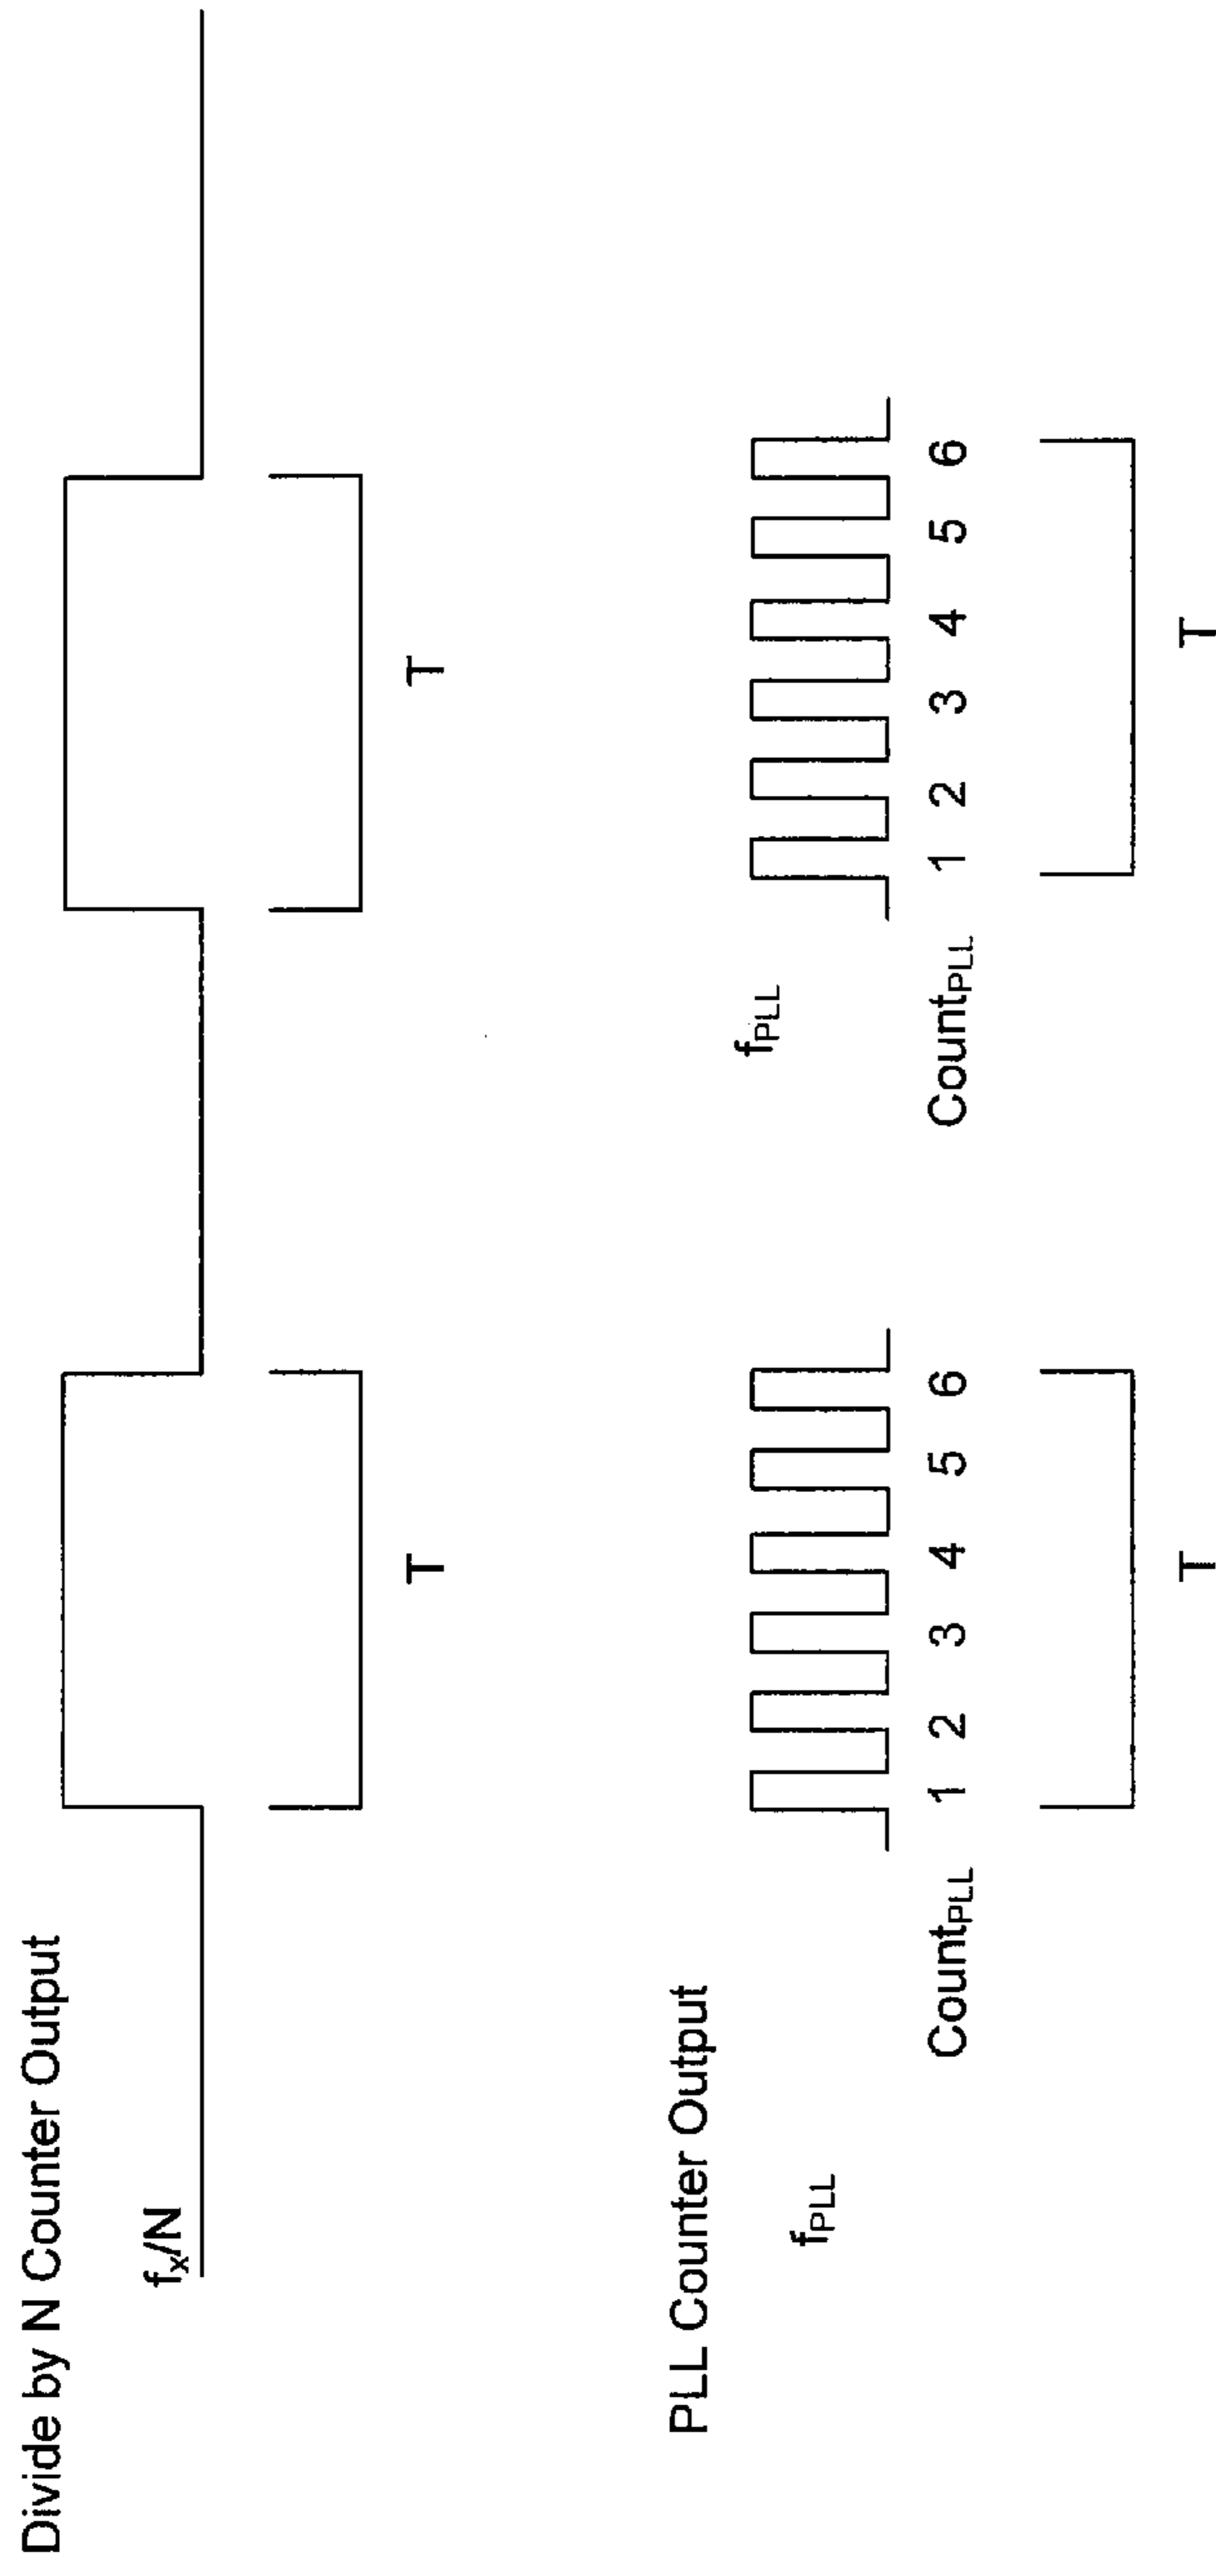 Divide by N Counter Output
fx/N
T
T
PLL Counter Output
fPLL
fPLL
CountPLL 1 2 3 4 5 6
CountPLL 1 2 3 4 5 6
T
T